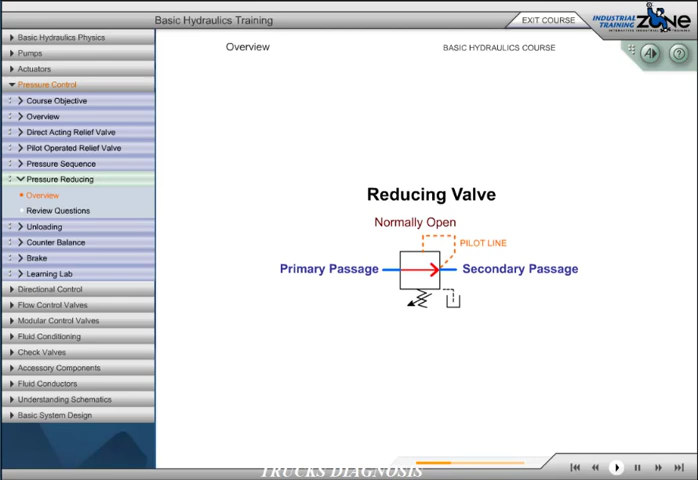 Basic Hydraulics Training
EXIT COURSE
INDUSTRIAL
TRAINING
ZONE
Basic Hydraulics Physics
Pumps
Actuators
Pressure Control
Course Objective
Overview
Direct Acting Relief Valve
Pilot Operated Relief Valve
Pressure Sequence
Pressure Reducing
Overview
Review Questions
Unloading
Counter Balance
Brake
Learning Lab
Directional Control
Flow Control Valves
Modular Control Valves
Fluid Conditioning
Check Valves
Accessory Components
Fluid Conductors
Understanding Schematics
Basic System Design
Overview
BASIC HYDRAULICS COURSE
A
?
Reducing Valve
Normally Open
PILOT LINE
Primary Passage
Secondary Passage
TRUCKS DIAGNOSIS